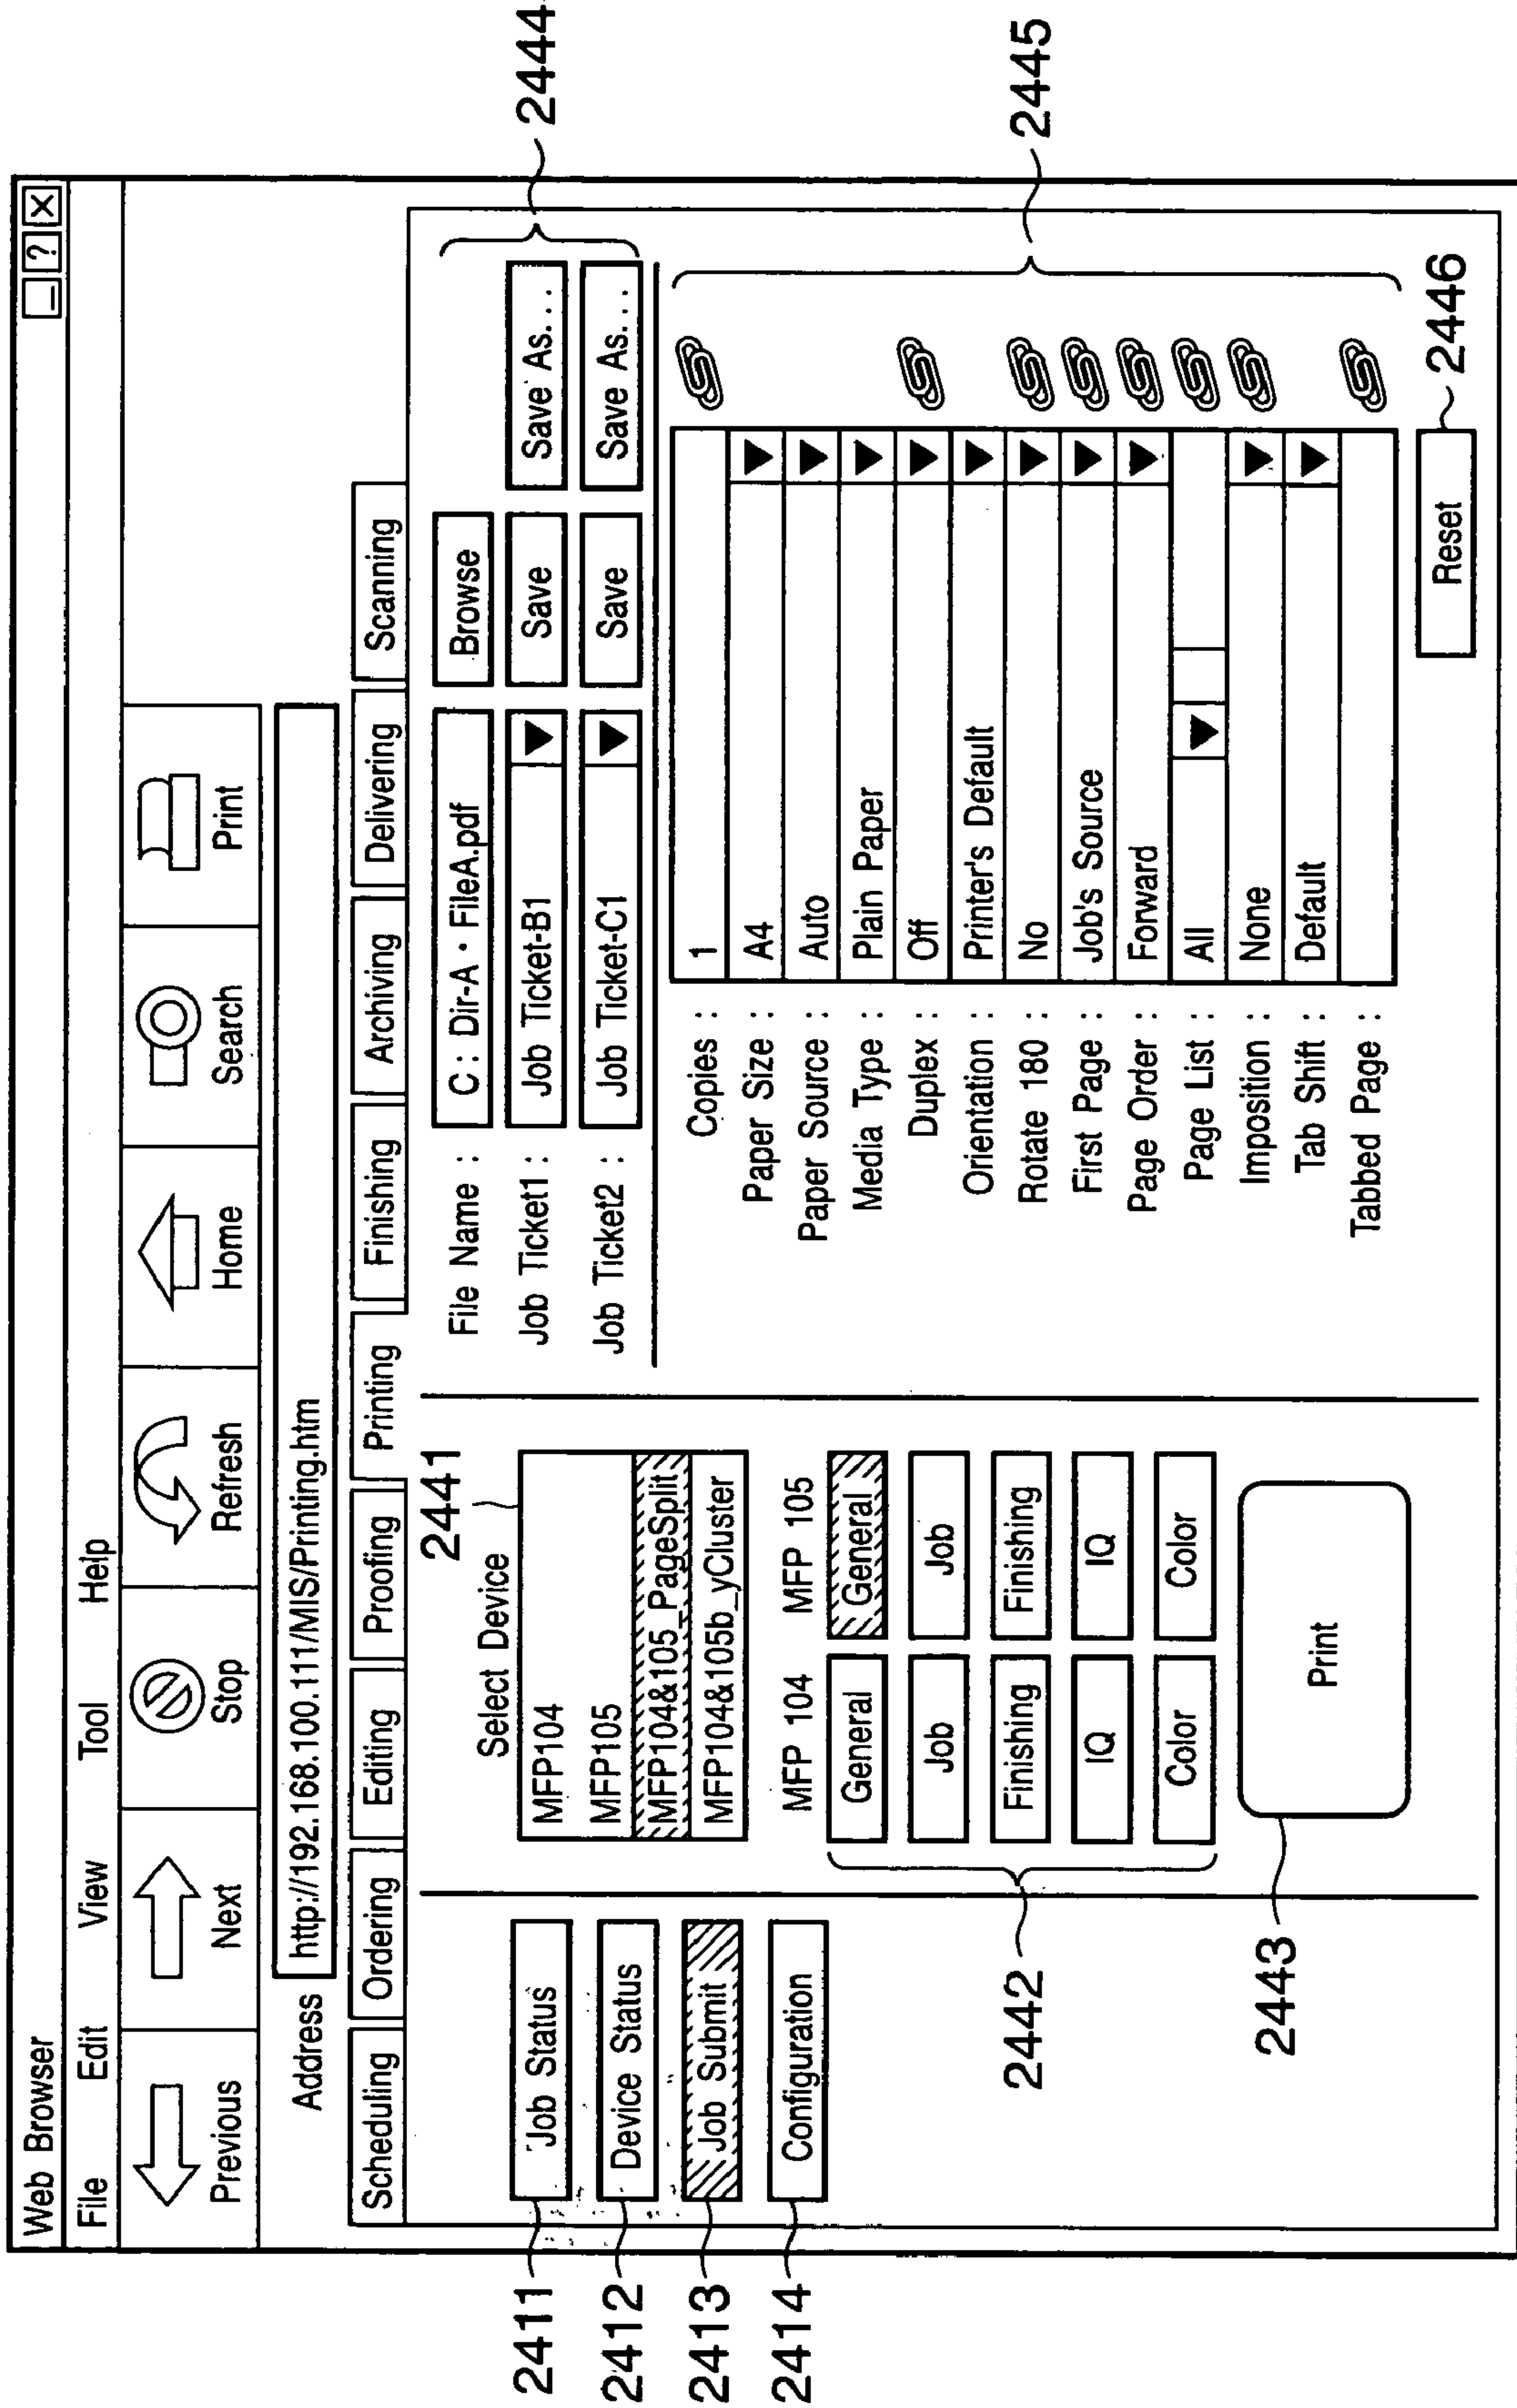 Web Browser _ ? X
File Edit View Tool Help
Previous Next Stop Refresh Home Search Print
Address http://192.168.100.111/MIS/Printing.htm
Scheduling Ordering Editing Proofing Printing Finishing Archiving Delivering Scanning
2411
Job Status
2412
Device Status
2413
Job Submit
2414
Configuration
2441
Select Device
MFP104
MFP105
MFP104&105_PageSplit
MFP104&105b_yCluster
MFP 104 MFP 105
General General
Job Job
Finishing Finishing
IQ IQ
Color Color
2442
Print
2443
File Name : C : Dir-A・FileA.pdf Browse
Job Ticket1 : Job Ticket-B1 ▼ Save Save As...
Job Ticket2 : Job Ticket-C1 ▼ Save Save As...
2444
Copies : 1
Paper Size : A4 ▼
Paper Source : Auto ▼
Media Type : Plain Paper ▼
Duplex : Off ▼
Orientation : Printer's Default ▼
Rotate 180 : No ▼
First Page : Job's Source ▼
Page Order : Forward ▼
Page List : All ▼
Imposition : None ▼
Tab Shift : Default ▼
Tabbed Page :
2445
Reset
2446